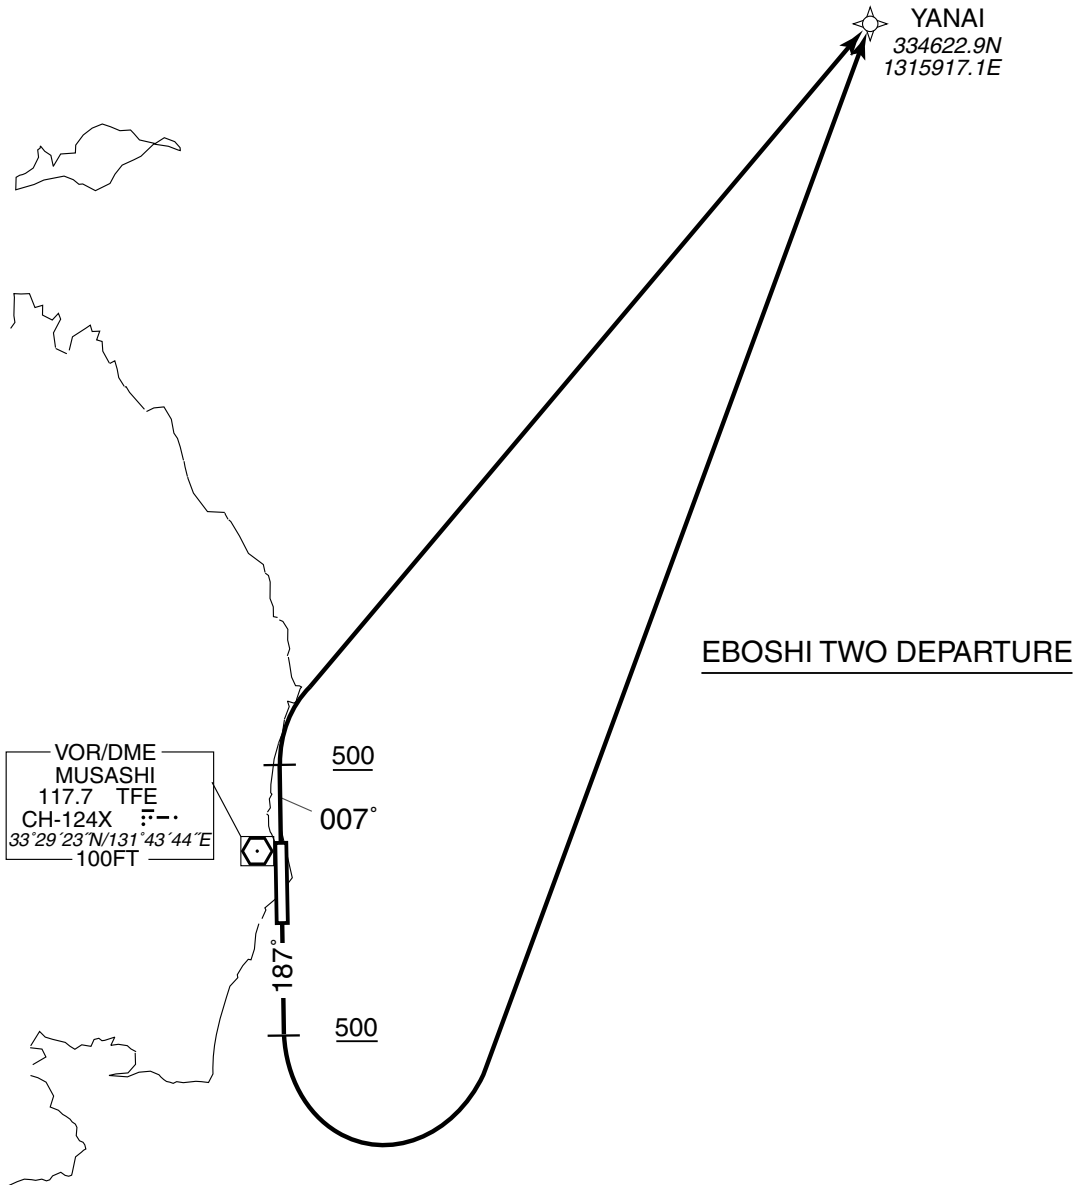 YANAI
334622.9N
1315917.1E
EBOSHI TWO DEPARTURE
500
VOR/DME
MUSASHI
117.7 TFE
CH-124X
33°29´23˝N/131°43´44˝E
100FT
007°
187°
500